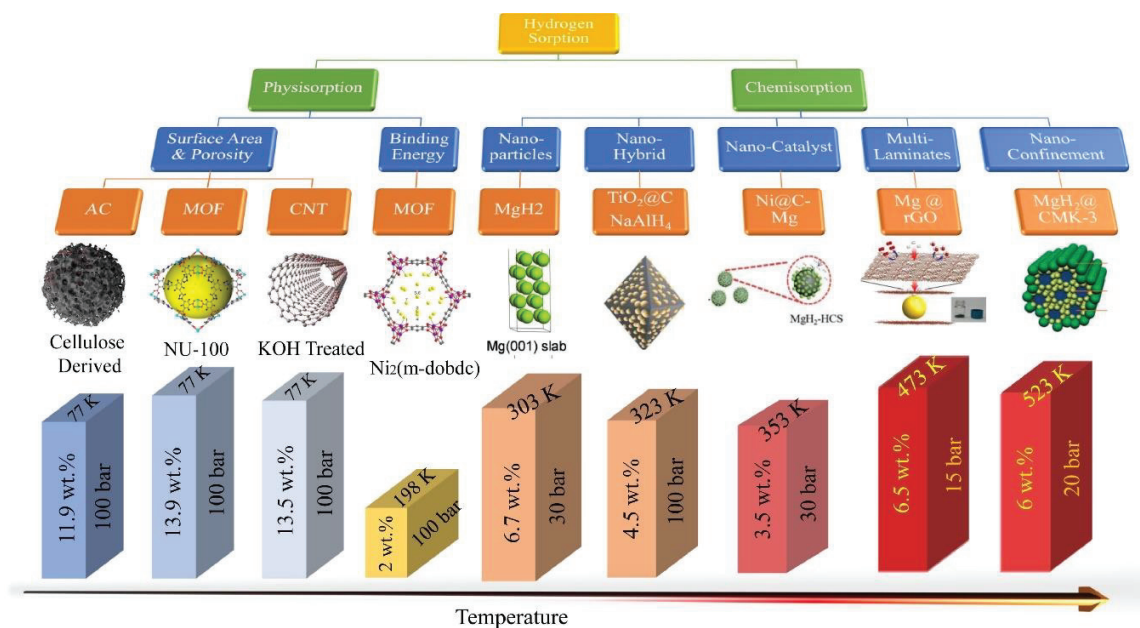 Hydrogen
Sorption
Physisorption
Chemisorption
Surface Area
& Porosity
Binding
Energy
Nano-
particles
Nano-
Hybrid
Nano-Catalyst
Multi-
Laminates
Nano-
Confinement
AC
MOF
CNT
MOF
MgH2
TiO₂@C
NaAlH₄
Ni@C-
Mg
Mg @
rGO
MgH₂@
CMK-3
Cellulose
Derived
NU-100
KOH Treated
Ni2(m-dobdc)
Mg(001) slab
MgH₂-HCS
77 K
11.9 wt.%
100 bar
77 K
13.9 wt.%
100 bar
77 K
13.5 wt.%
100 bar
198 K
2 wt.%
100 bar
303 K
6.7 wt.%
30 bar
323 K
4.5 wt.%
100 bar
353 K
3.5 wt.%
30 bar
473 K
6.5 wt.%
15 bar
523 K
6 wt.%
20 bar
Temperature